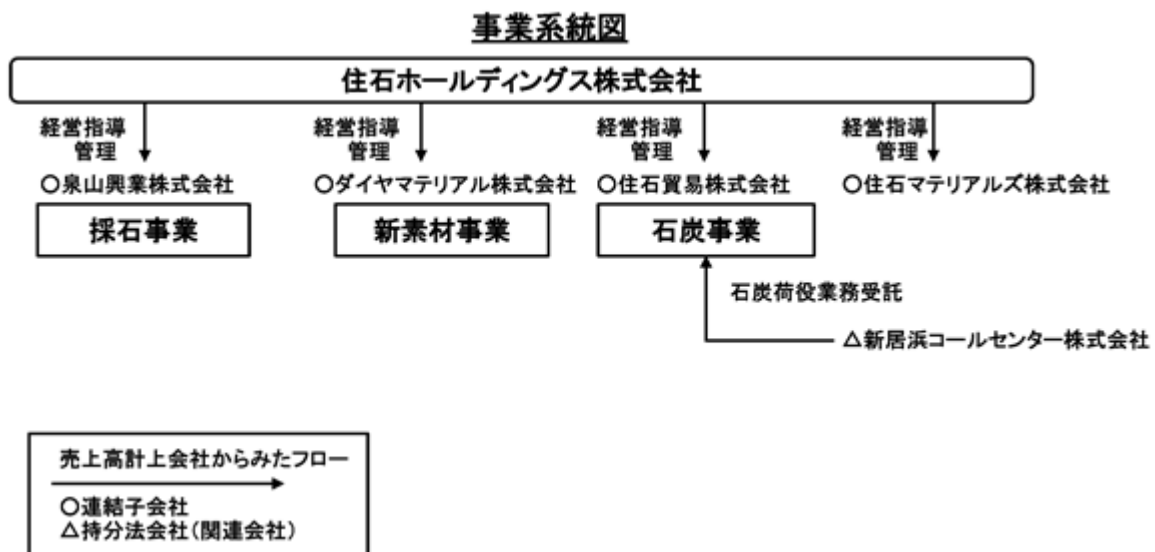 事業系統図
住石ホールディングス株式会社
経営指導
管理
経営指導
管理
経営指導
管理
経営指導
管理
○泉山興業株式会社
○ダイヤマテリアル株式会社
○住石貿易株式会社
○住石マテリアルズ株式会社
採石事業
新素材事業
石炭事業
石炭荷役業務受託
△新居浜コールセンター株式会社
売上高計上会社からみたフロー
○連結子会社
△持分法会社(関連会社)